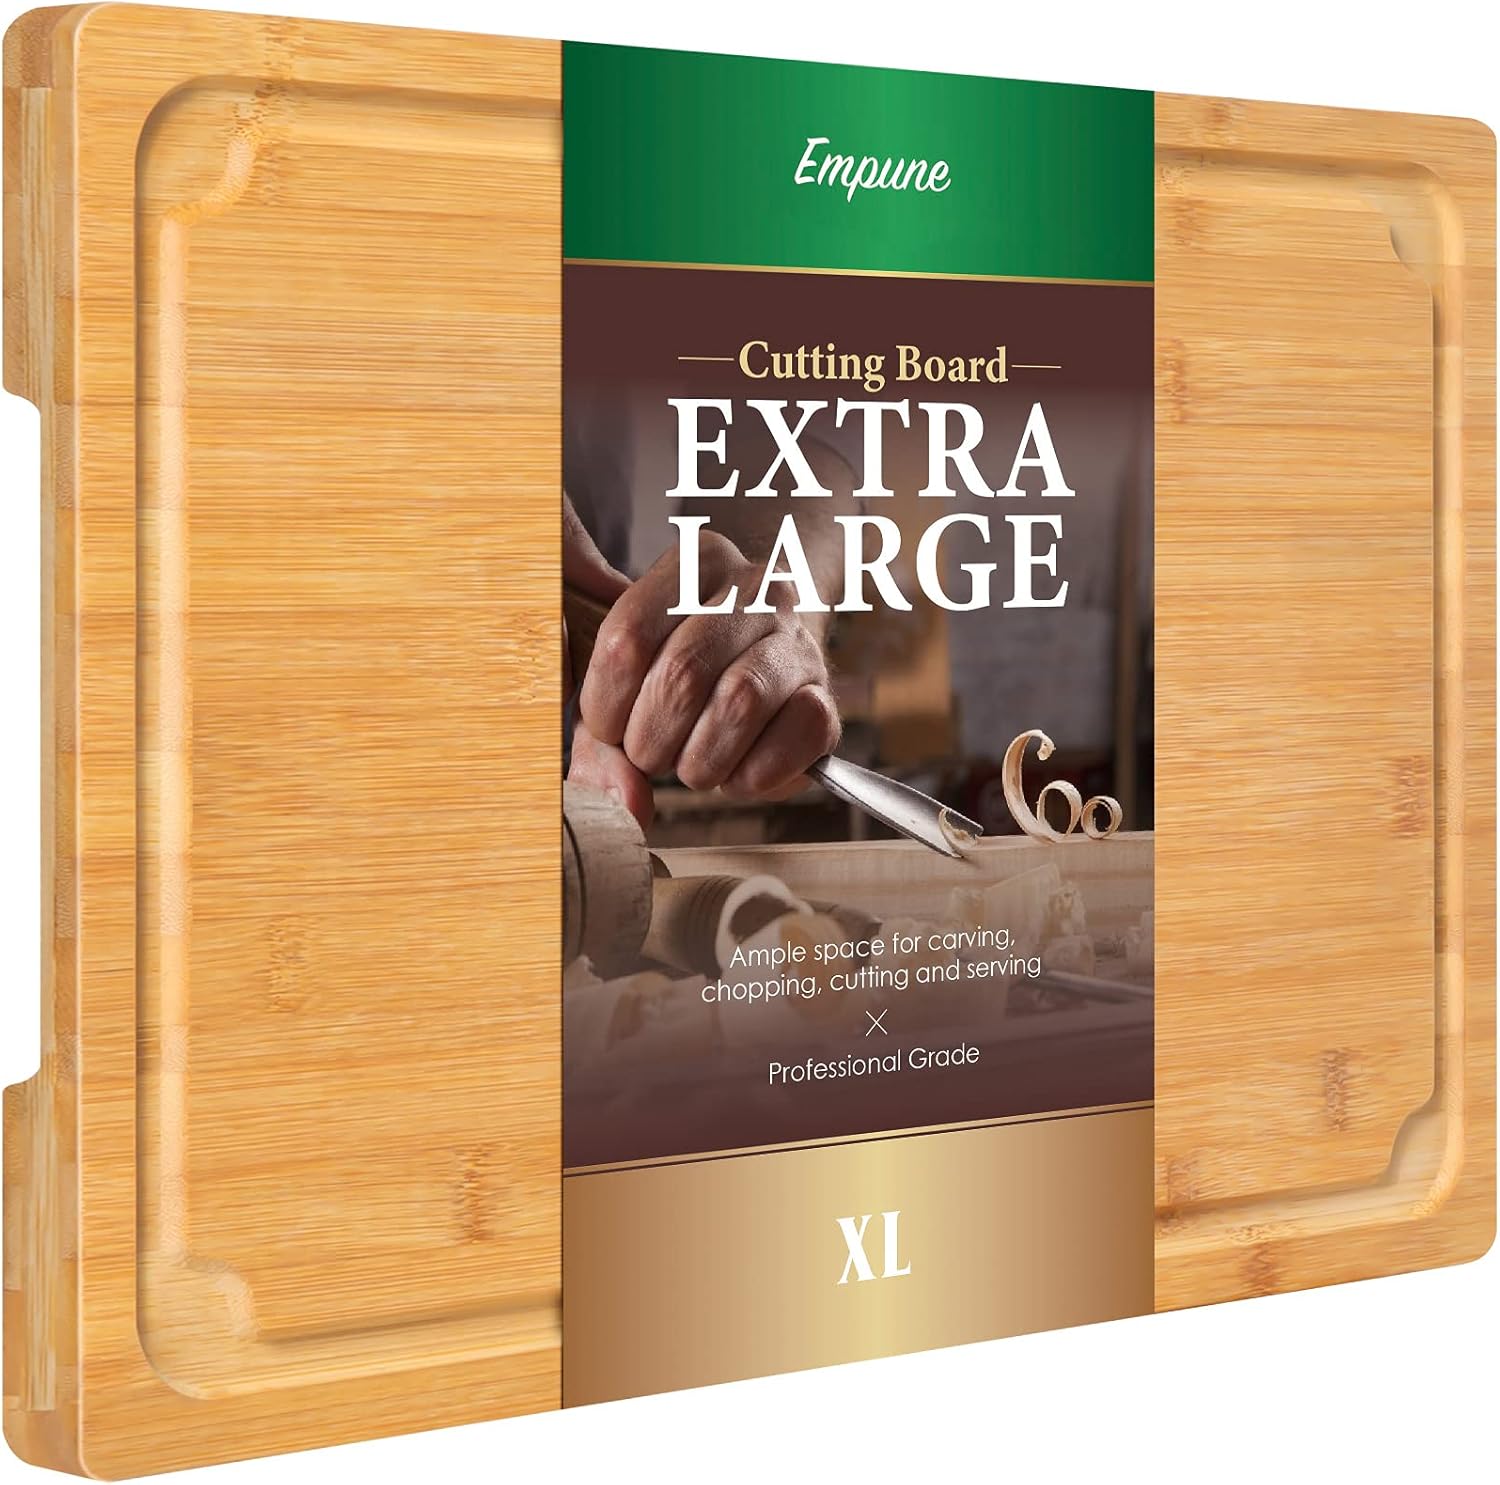 Empune
Cutting Board
EXTRA
LARGE
Ample space for carving,
chopping, cutting and serving
Professional Grade
XL